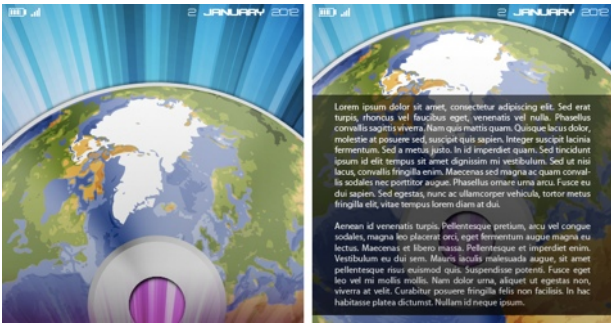 2 JANUARY 2012
2 JANUARY 2012
Lorem ipsum dolor sit amet, consectetur adipiscing elit. Sed erat
turpis, rhoncus vel faucibus eget, venenatis vel nulla. Phasellus
convallis sagittis viverra. Nam quis mattis quam. Quisque lacus dolor,
molestie at posuere sed, suscipit quis sapien. Integer suscipit lacinia
fermentum. Sed a metus justo. In id imperdiet quam. Sed tincidunt
ipsum id elit tempus sit amet dignissim mi vestibulum. Sed ut nisi
lacus, convallis fringilla enim. Maecenas sed magna ac quam conval-
lis sodales nec porttitor augue. Phasellus ornare urna arcu. Fusce eu
dui sapien. Sed egestas, nunc ac ullamcorper vehicula, tortor metus
fringilla elit, vitae tempus lorem diam at dui.
Aenean id venenatis turpis. Pellentesque pretium, arcu vel congue
sodales, magna leo placerat orci, eget fermentum augue magna eu
lectus. Maecenas et libero massa. Pellentesque et imperdiet enim.
Vestibulum eu dui sem. Mauris iaculis malesuada augue, sit amet
pellentesque risus euismod quis. Suspendisse potenti. Fusce eget
leo vel mi mollis mollis. Nam dolor urna, aliquet ut egestas non,
viverra at velit. Curabitur posuere fringilla felis non facilisis. In hac
habitasse platea dictumst. Nullam id neque ipsum.